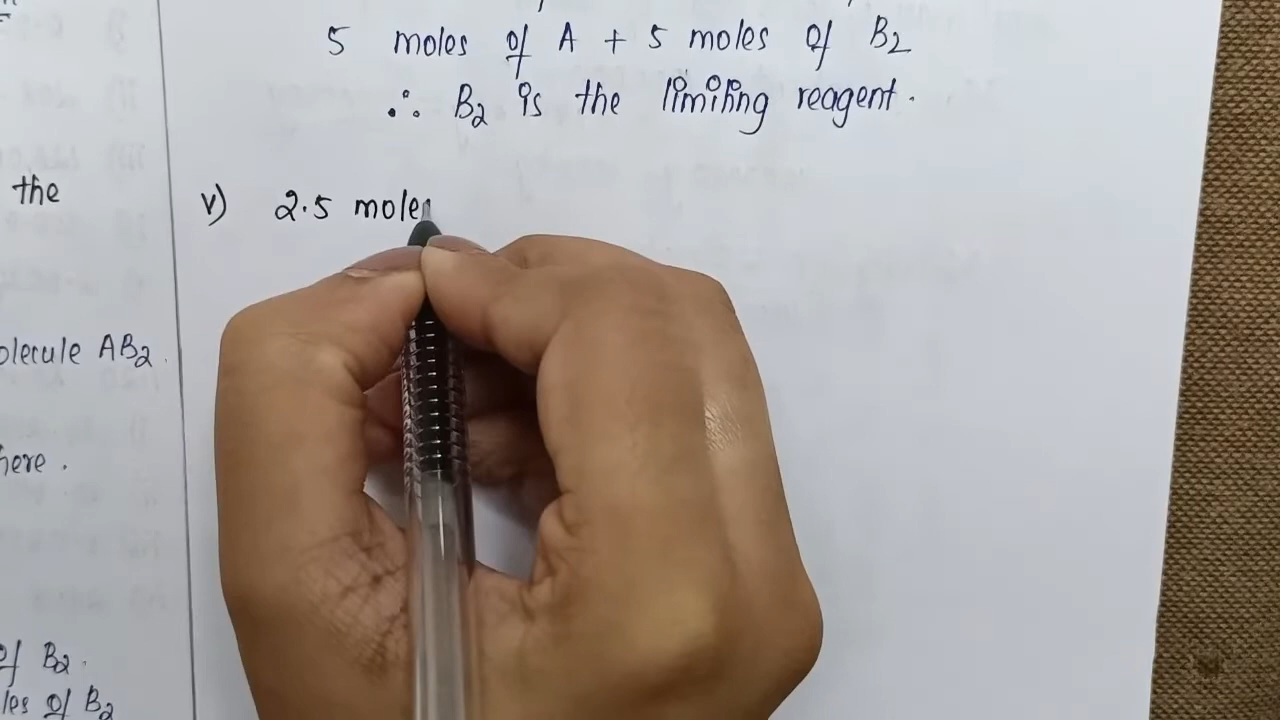 the
olecule AB2.
here.
of B2.
les of B2
5 moles of A + 5 moles of B2
∴ B2 is the limiting reagent.
v) 2.5 moles